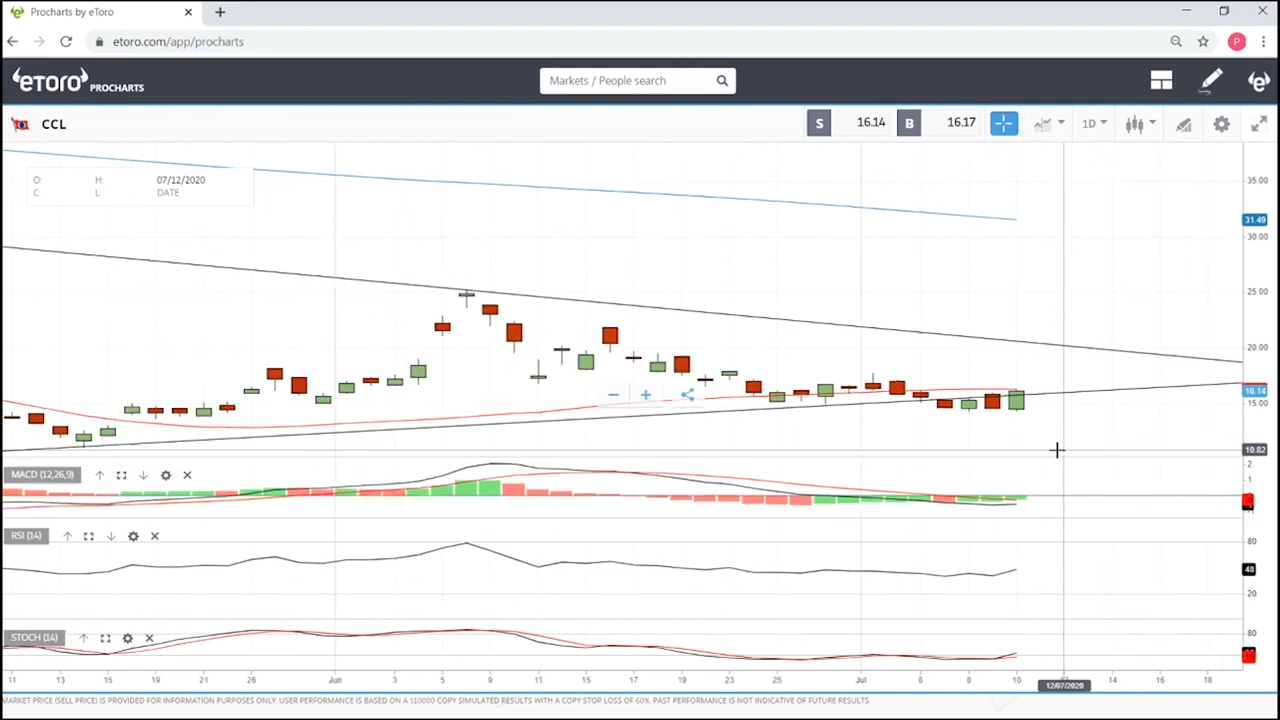 Procharts by eToro
etoro.com/app/procharts
P
eTORO PROCHARTS
Markets / People search
CCL
S 16.14 B 16.17
1D
O: H: 07/12/2020
C: L: DATE
35.00
31.49
30.00
25.00
20.00
16.14
15.00
10.82
MACD (12,26,9)
2
1
RSI (14)
80
48
20
STOCH (14)
80
11 13 15 19 21 26 Jun 3 5 9 11 15 17 19 23 25 29 Jul 6 8 10 14 16 18
12/07/2020
MARKET PRICE (SELL PRICE) IS PROVIDED FOR INFORMATION PURPOSES ONLY. USER PERFORMANCE IS BASED ON A $10000 COPY SIMULATED RESULTS WITH A COPY STOP LOSS OF 60%. PAST PERFORMANCE IS NOT INDICATIVE OF FUTURE RESULTS.